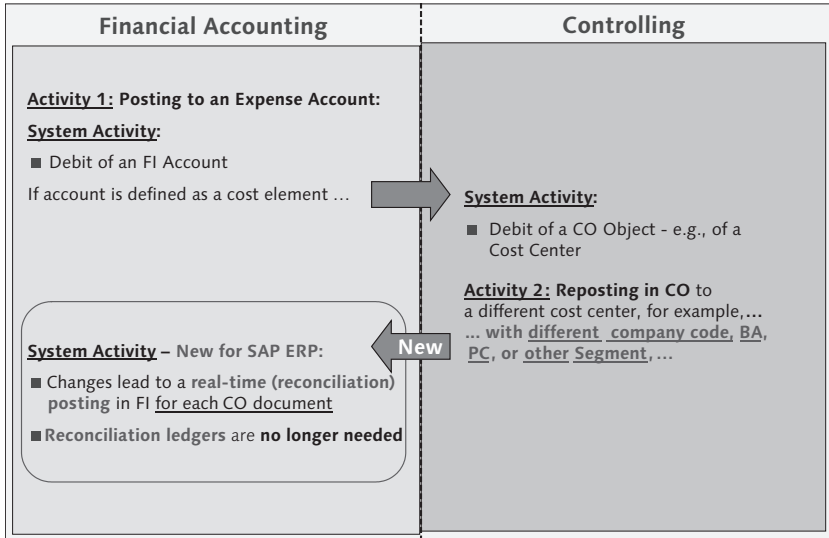 Financial Accounting
Activity 1: Posting to an Expense Account:
System Activity:
■ Debit of an FI Account
If account is defined as a cost element …
System Activity – New for SAP ERP:
■ Changes lead to a real-time (reconciliation)
posting in FI for each CO document
■ Reconciliation ledgers are no longer needed
New
Controlling
System Activity:
■ Debit of a CO Object - e.g., of a
Cost Center
Activity 2: Reposting in CO to
a different cost center, for example,...
... with different company code, BA,
PC, or other Segment, ...